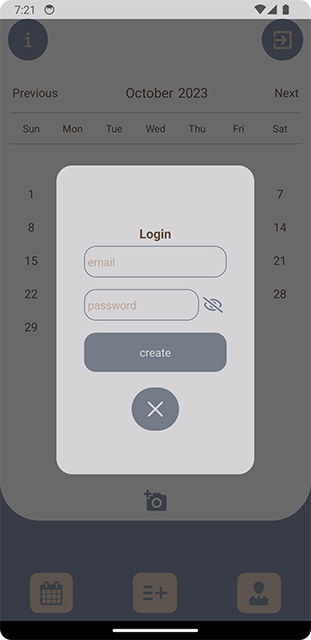 7:21
i
Previous October 2023 Next
Sun Mon Tue Wed Thu Fri Sat
1 7
8 14
15 21
22 28
29
Login
email
password
create